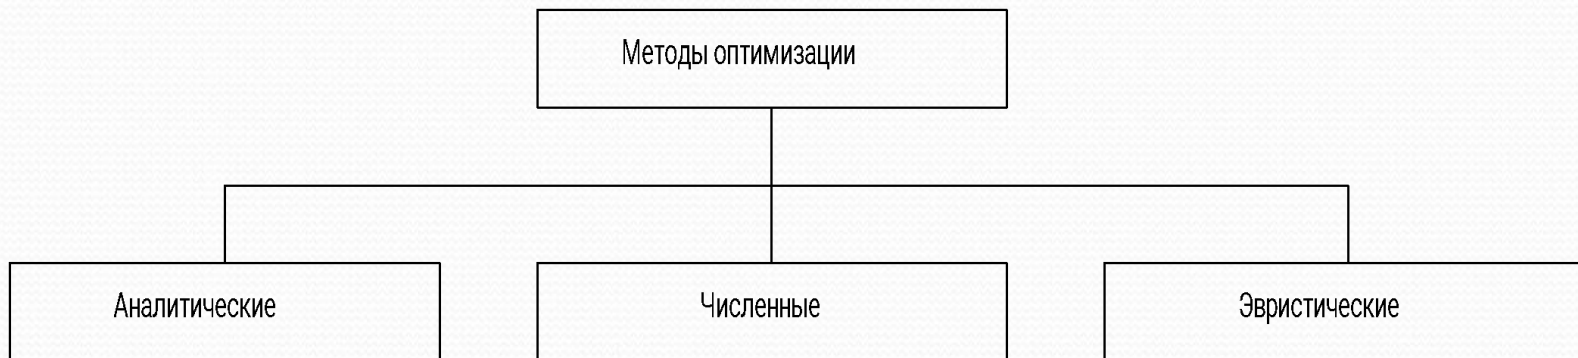 Методы оптимизации
Аналитические
Численные
Эвристические